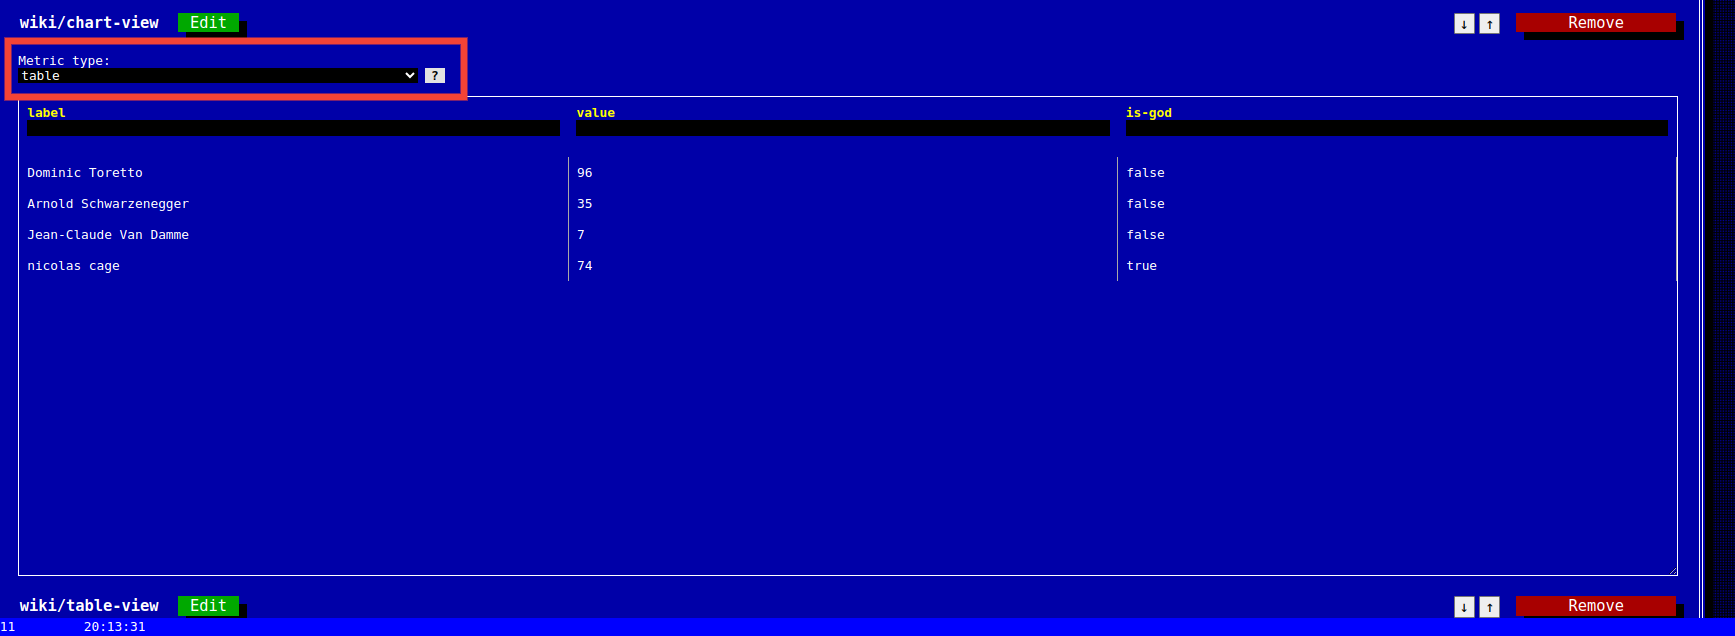 wiki/chart-view Edit ↓ ↑ Remove
Metric type:
table ?
label value is-god
Dominic Toretto 96 false
Arnold Schwarzenegger 35 false
Jean-Claude Van Damme 7 false
nicolas cage 74 true
wiki/table-view Edit ↓ ↑ Remove
11 20:13:31